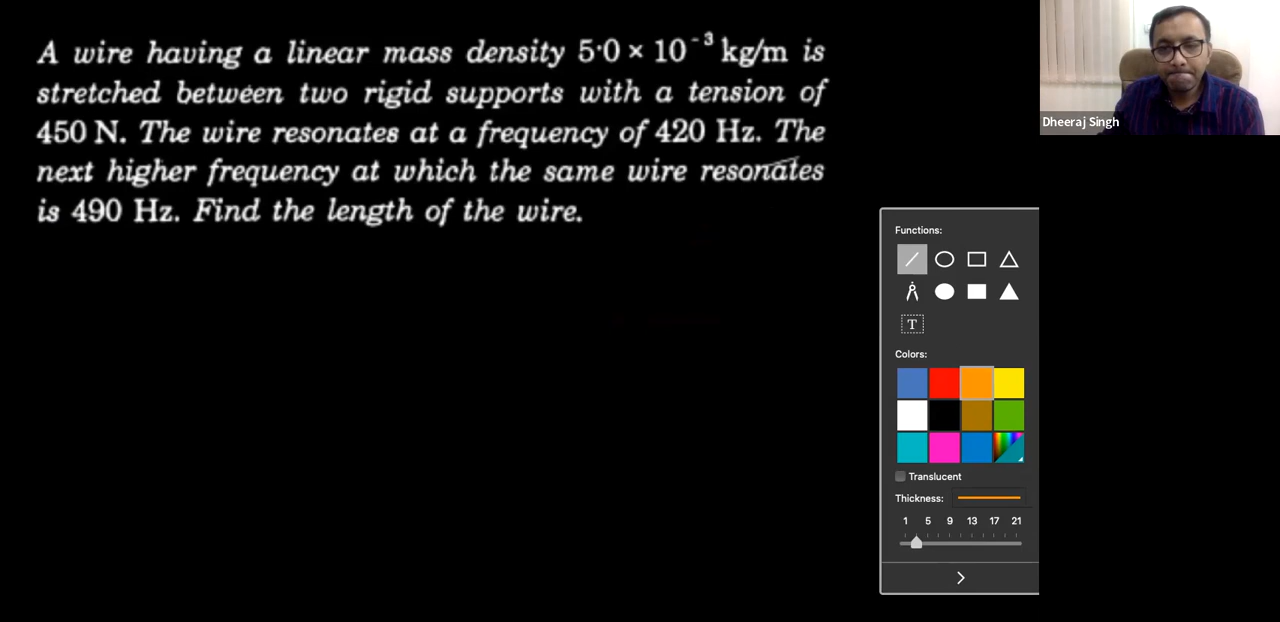 A wire having a linear mass density 5·0 × 10⁻³ kg/m is
stretched between two rigid supports with a tension of
450 N. The wire resonates at a frequency of 420 Hz. The
next higher frequency at which the same wire resonates
is 490 Hz. Find the length of the wire.
Dheeraj Singh
Functions:
T
Colors:
Translucent
Thickness:
1 5 9 13 17 21